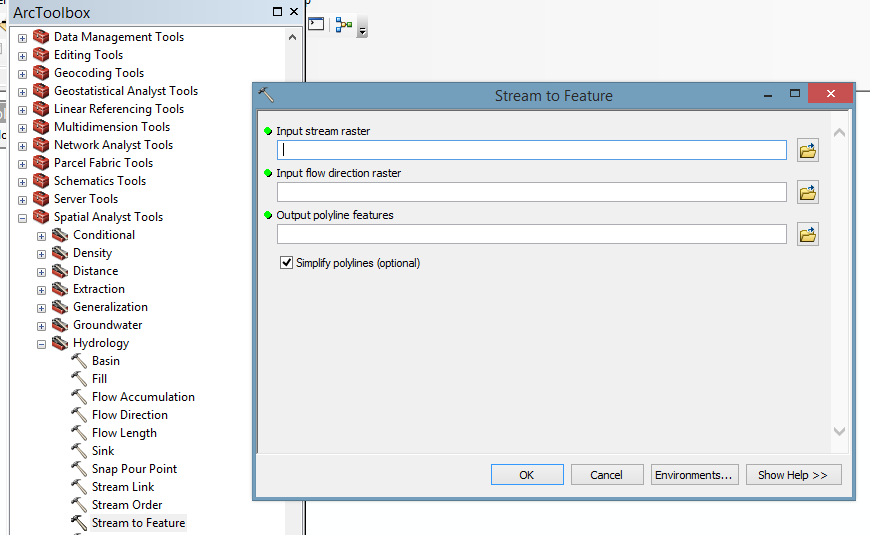 ArcToolbox
Data Management Tools
Editing Tools
Geocoding Tools
Geostatistical Analyst Tools
Linear Referencing Tools
Multidimension Tools
Network Analyst Tools
Parcel Fabric Tools
Schematics Tools
Server Tools
Spatial Analyst Tools
Conditional
Density
Distance
Extraction
Generalization
Groundwater
Hydrology
Basin
Fill
Flow Accumulation
Flow Direction
Flow Length
Sink
Snap Pour Point
Stream Link
Stream Order
Stream to Feature
Stream to Feature
Input stream raster
Input flow direction raster
Output polyline features
Simplify polylines (optional)
OK
Cancel
Environments...
Show Help >>